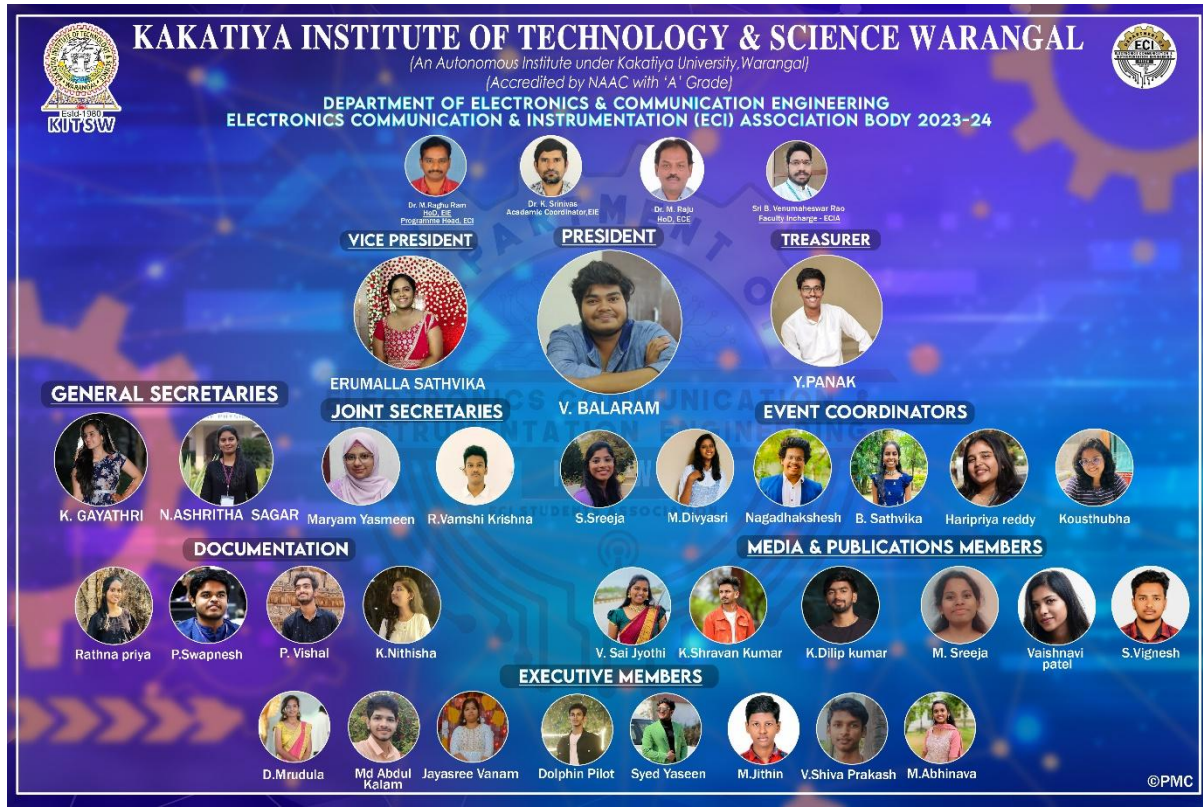 KAKATIYA INSTITUTE OF TECHNOLOGY & SCIENCE WARANGAL
(An Autonomous Institute under Kakatiya University,Warangal)
(Accredited by NAAC with 'A' Grade)
DEPARTMENT OF ELECTRONICS & COMMUNICATION ENGINEERING
ELECTRONICS COMMUNICATION & INSTRUMENTATION (ECI) ASSOCIATION BODY 2023-24
Estd-1980
KITSW
ECI
Dr. M.Raghu Ram
HoD, EIE
Programme Head, ECI
Dr. K. Srinivas
Academic Coordinator,EIE
Dr. M. Raju
HoD, ECE
Sri B. Venumaheswar Rao
Faculty Incharge - ECIA
VICE PRESIDENT
PRESIDENT
TREASURER
ERUMALLA SATHVIKA
V. BALARAM
Y.PANAK
GENERAL SECRETARIES
JOINT SECRETARIES
EVENT COORDINATORS
K. GAYATHRI
N.ASHRITHA SAGAR
Maryam Yasmeen
R.Vamshi Krishna
S.Sreeja
M.Divyasri
Nagadhakshesh
B. Sathvika
Haripriya reddy
Kousthubha
DOCUMENTATION
MEDIA & PUBLICATIONS MEMBERS
Rathna priya
P.Swapnesh
P. Vishal
K.Nithisha
V. Sai Jyothi
K.Shravan Kumar
K.Dilip kumar
M. Sreeja
Vaishnavi
patel
S.Vignesh
EXECUTIVE MEMBERS
D.Mrudula
Md Abdul
Kalam
Jayasree Vanam
Dolphin Pilot
Syed Yaseen
M.Jithin
V.Shiva Prakash
M.Abhinava
©PMC